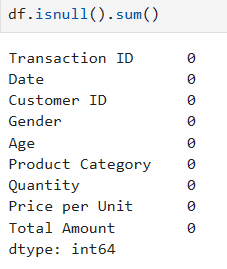 df.isnull().sum()
Transaction ID 0
Date 0
Customer ID 0
Gender 0
Age 0
Product Category 0
Quantity 0
Price per Unit 0
Total Amount 0
dtype: int64